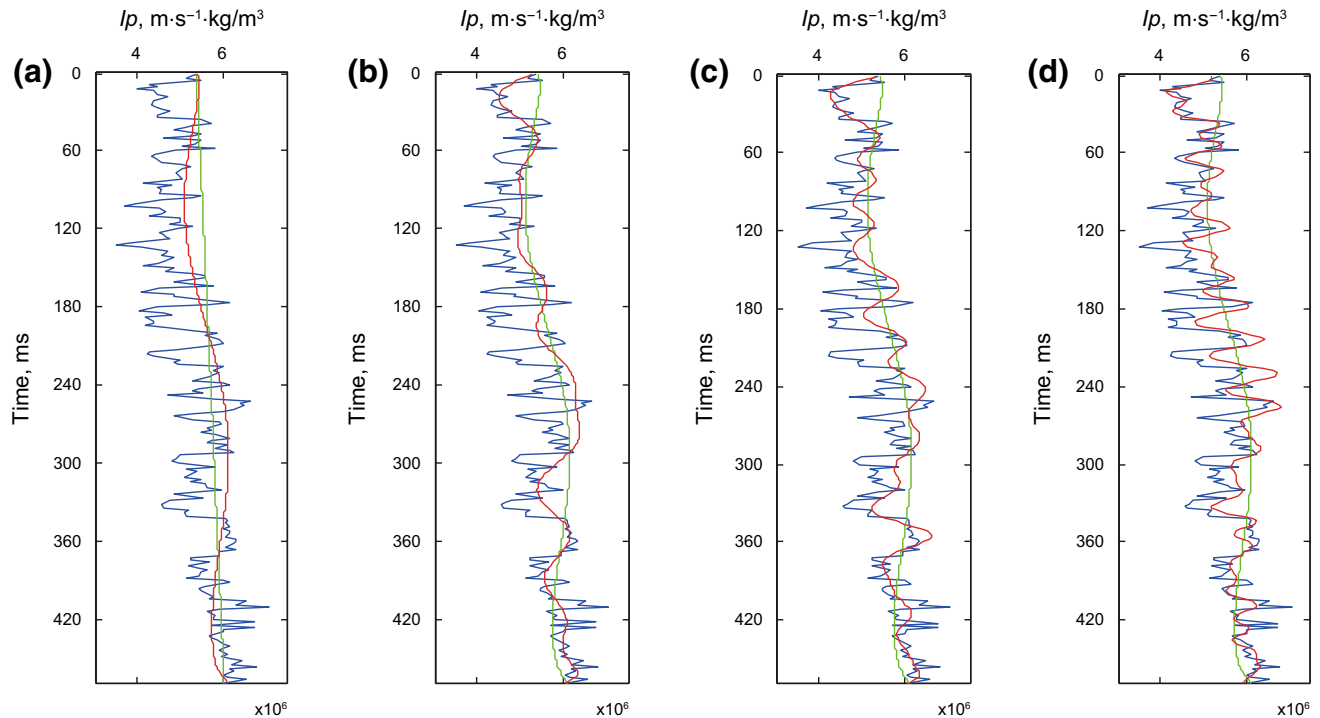 Ip, m·s⁻¹·kg/m³
4 6
(a)
0
60
120
180
240
300
360
420
Time, ms
x10⁶
Ip, m·s⁻¹·kg/m³
4 6
(b)
0
60
120
180
240
300
360
420
Time, ms
x10⁶
Ip, m·s⁻¹·kg/m³
4 6
(c)
0
60
120
180
240
300
360
420
Time, ms
x10⁶
Ip, m·s⁻¹·kg/m³
4 6
(d)
0
60
120
180
240
300
360
420
Time, ms
x10⁶